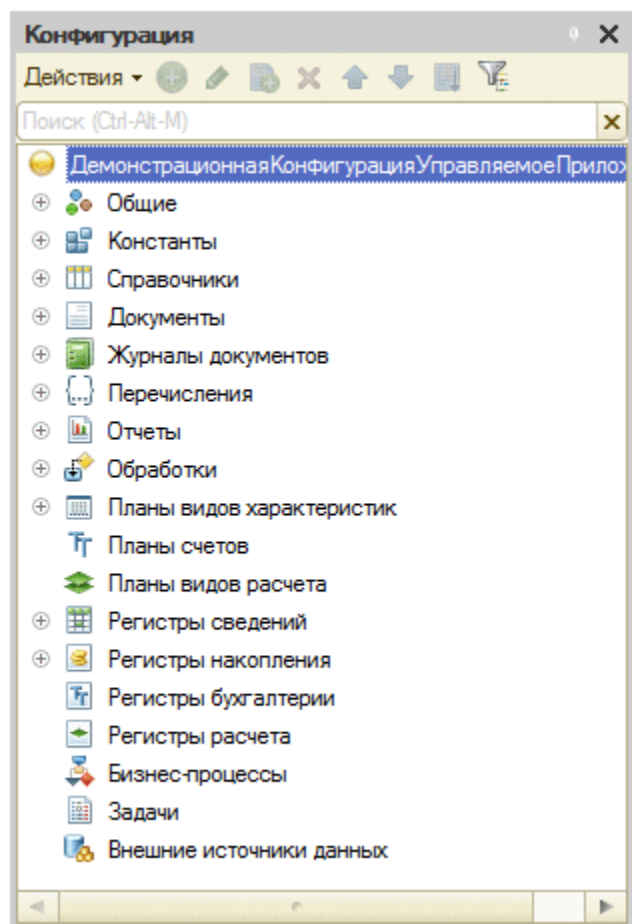 Конфигурация
Действия
Поиск (Ctrl-Alt-M)
ДемонстрационнаяКонфигурацияУправляемоеПрилож
Общие
Константы
Справочники
Документы
Журналы документов
Перечисления
Отчеты
Обработки
Планы видов характеристик
Планы счетов
Планы видов расчета
Регистры сведений
Регистры накопления
Регистры бухгалтерии
Регистры расчета
Бизнес-процессы
Задачи
Внешние источники данных